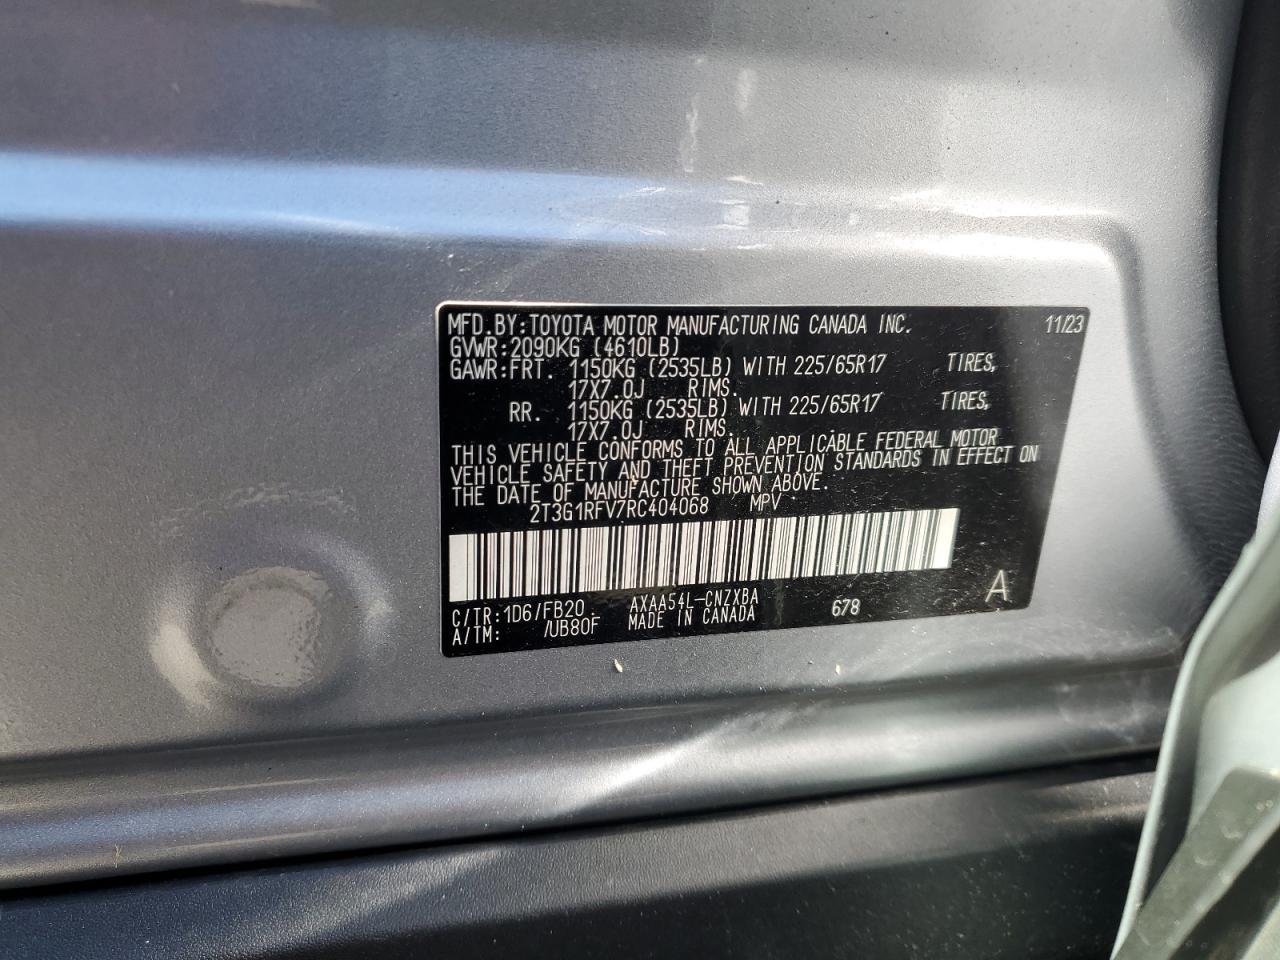 MFD.BY:TOYOTA MOTOR MANUFACTURING CANADA INC. 11/23
GVWR:2090KG (4610LB)
GAWR:FRT. 1150KG (2535LB) WITH 225/65R17 TIRES,
17X7.0J RIMS.
RR. 1150KG (2535LB) WITH 225/65R17 TIRES,
17X7.0J RIMS.
THIS VEHICLE CONFORMS TO ALL APPLICABLE FEDERAL MOTOR
VEHICLE SAFETY AND THEFT PREVENTION STANDARDS IN EFFECT ON
THE DATE OF MANUFACTURE SHOWN ABOVE.
2T3G1RFV7RC404068 MPV
C/TR:1D6/FB20 AXAA54L-CNZXBA 678 A
A/TM: /UB80F MADE IN CANADA